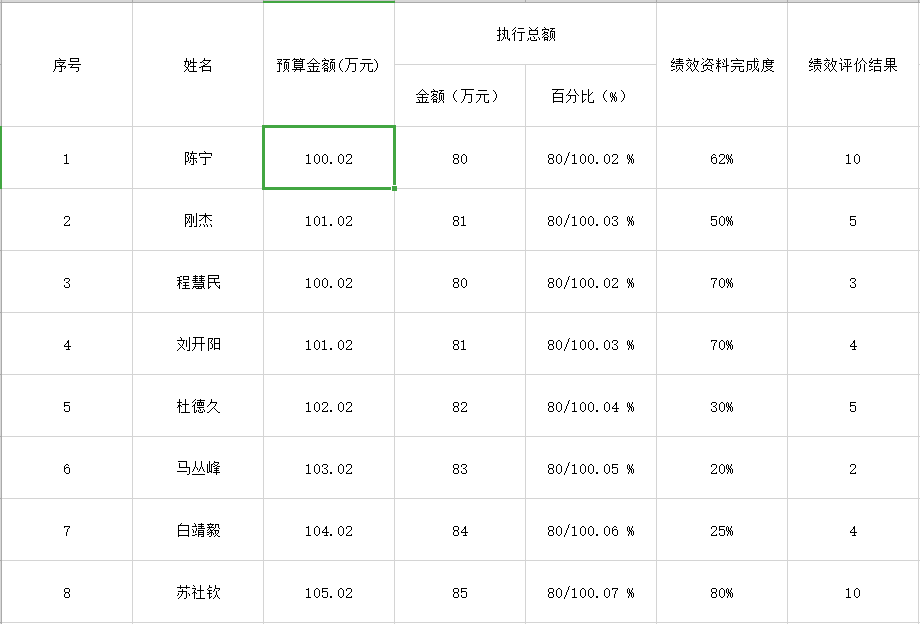 执行总额
序号 姓名 预算金额(万元) 绩效资料完成度 绩效评价结果
金额（万元） 百分比（%）
1 陈宁 100.02 80 80/100.02 % 62% 10
2 刚杰 101.02 81 80/100.03 % 50% 5
3 程慧民 100.02 80 80/100.02 % 70% 3
4 刘开阳 101.02 81 80/100.03 % 70% 4
5 杜德久 102.02 82 80/100.04 % 30% 5
6 马丛峰 103.02 83 80/100.05 % 20% 2
7 白靖毅 104.02 84 80/100.06 % 25% 4
8 苏社钦 105.02 85 80/100.07 % 80% 10